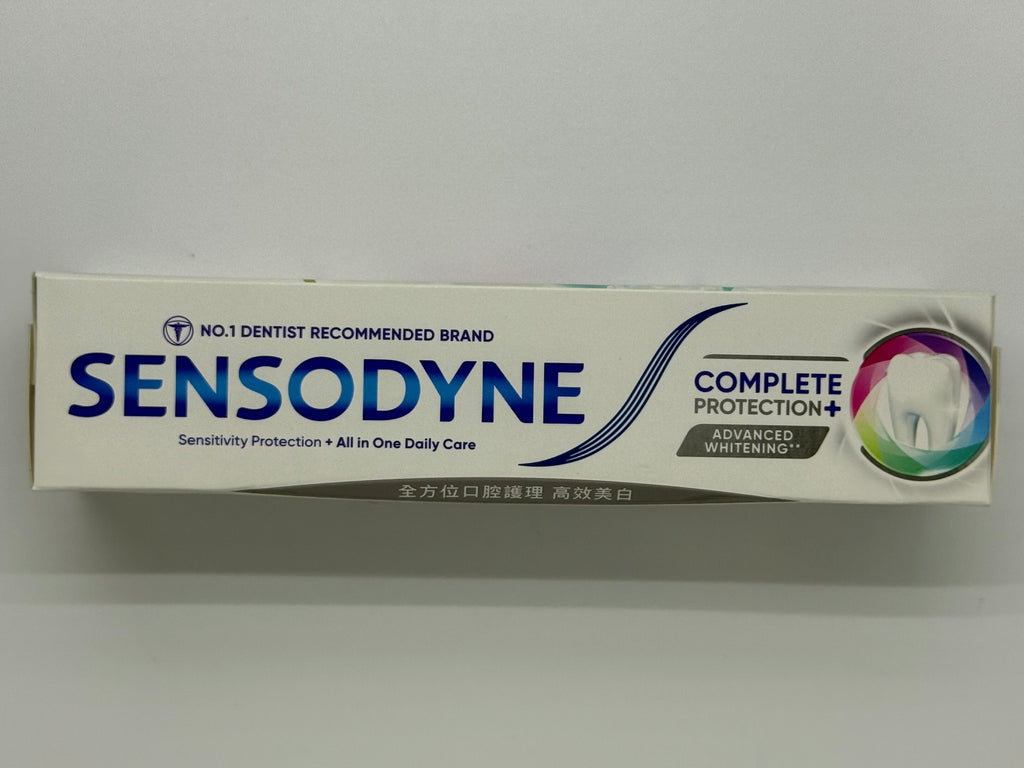 NO.1 DENTIST RECOMMENDED BRAND
SENSODYNE
Sensitivity Protection + All in One Daily Care
COMPLETE
PROTECTION+
ADVANCED
WHITENING**
全方位口腔護理 高效美白